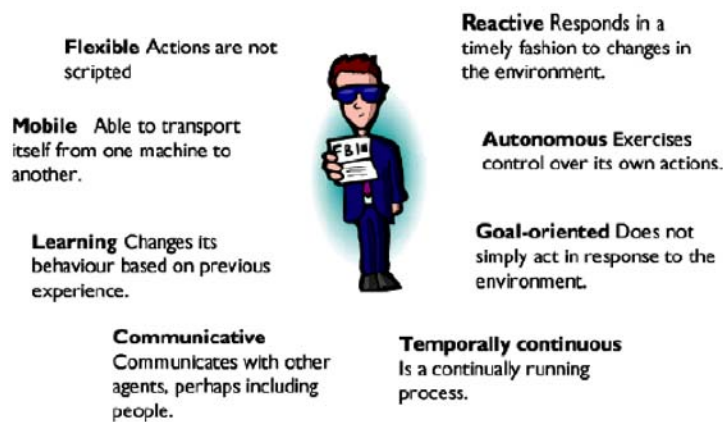 Flexible Actions are not
scripted
Mobile Able to transport
itself from one machine to
another.
Learning Changes its
behaviour based on previous
experience.
Communicative
Communicates with other
agents, perhaps including
people.
FBI
Reactive Responds in a
timely fashion to changes in
the environment.
Autonomous Exercises
control over its own actions.
Goal-oriented Does not
simply act in response to the
environment.
Temporally continuous
Is a continually running
process.